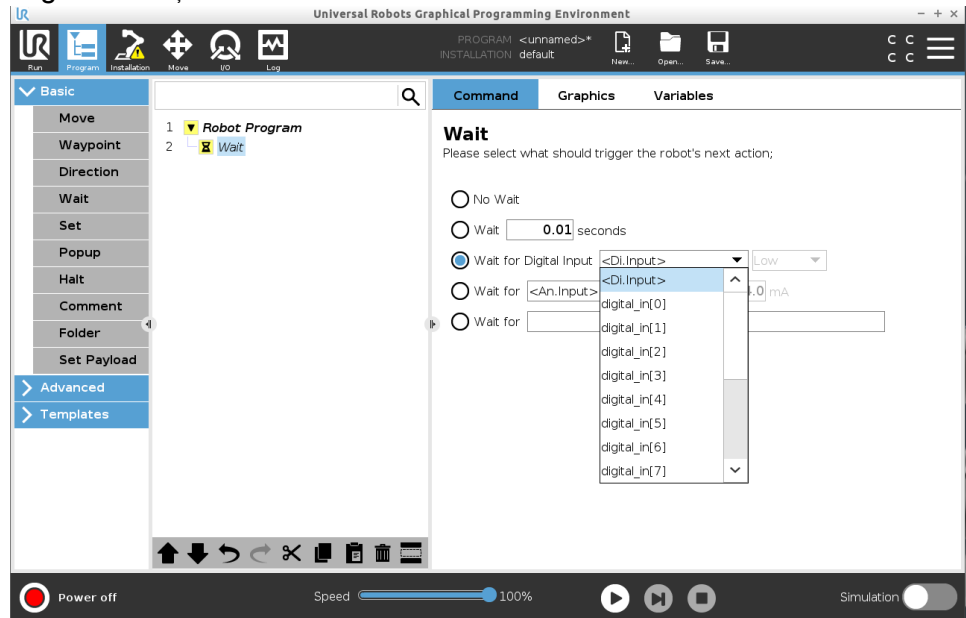 Universal Robots Graphical Programming Environment
PROGRAM <unnamed>*
INSTALLATION default
Run Program Installation Move I/O Log New... Open... Save...
C C
C C
Basic
Move
Waypoint
Direction
Wait
Set
Popup
Halt
Comment
Folder
Set Payload
Advanced
Templates
1 Robot Program
2 Wait
Command Graphics Variables
Wait
Please select what should trigger the robot's next action;
No Wait
Wait 0.01 seconds
Wait for Digital Input <Di.Input> Low
Wait for <An.Input> .0 mA
Wait for
<Di.Input>
digital_in[0]
digital_in[1]
digital_in[2]
digital_in[3]
digital_in[4]
digital_in[5]
digital_in[6]
digital_in[7]
Power off Speed 100% Simulation